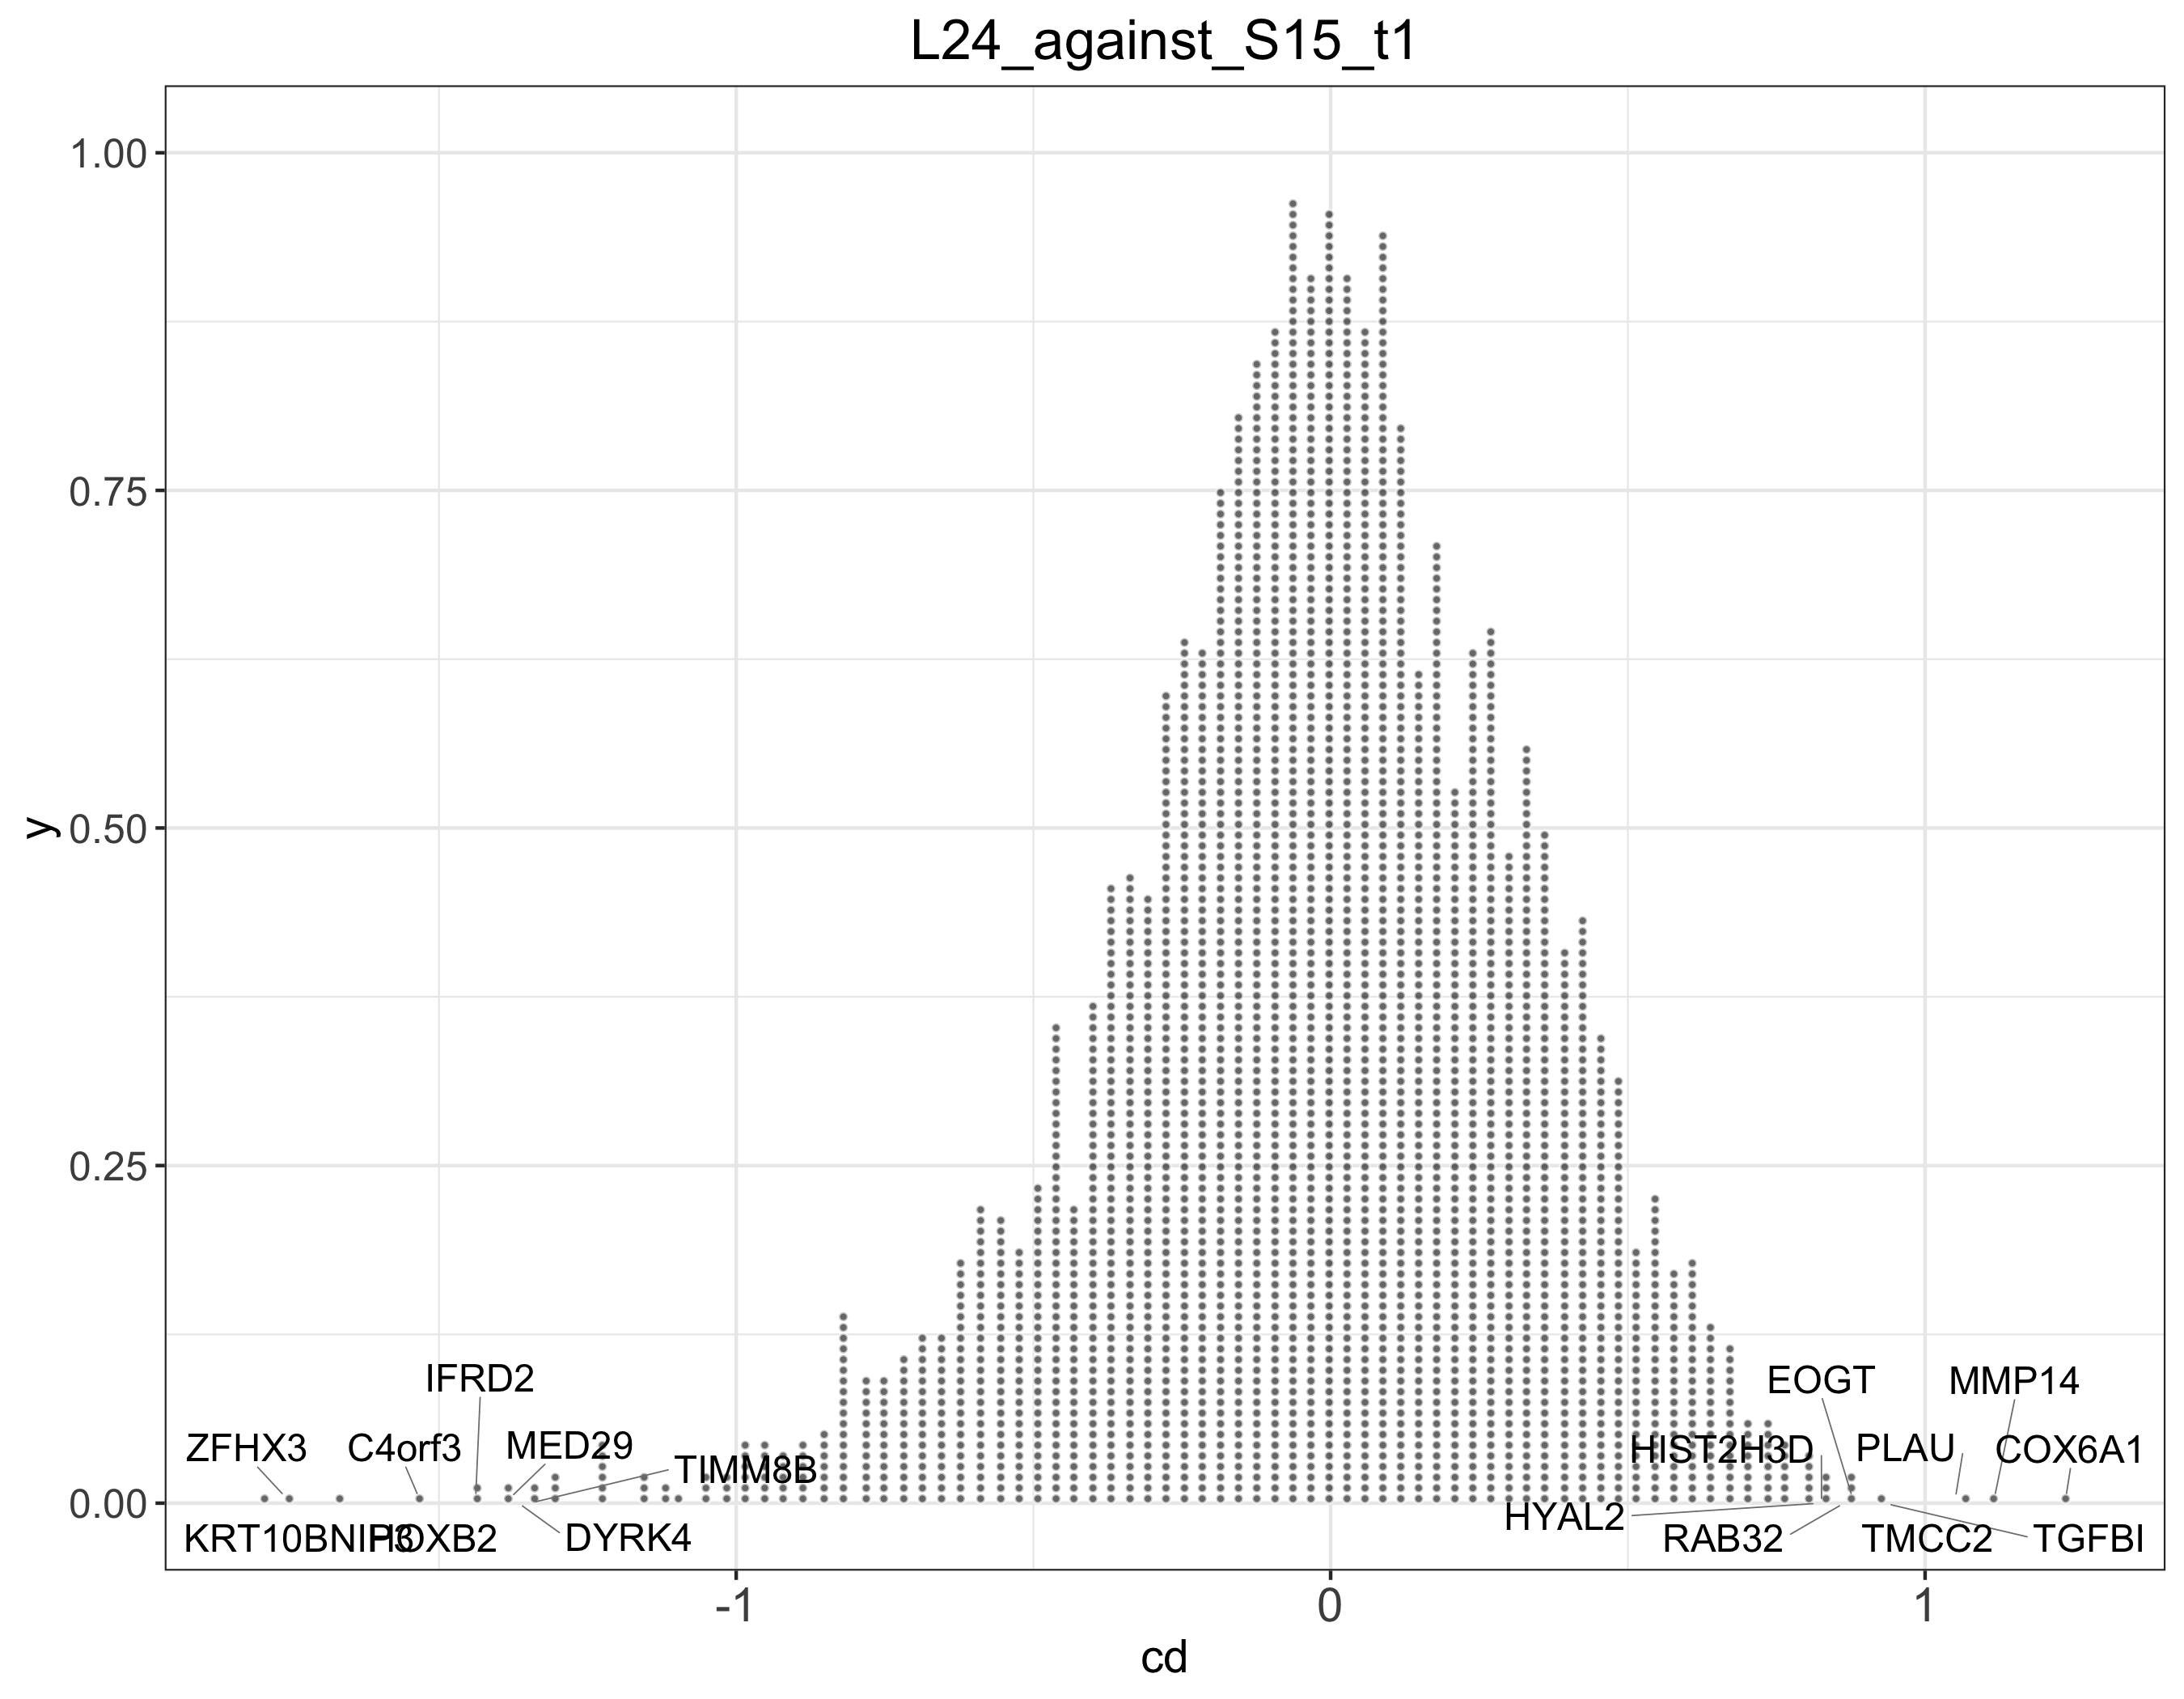 L24_against_S15_t1
1.00
0.75
0.50
0.25
0.00
y
IFRD2
EOGT
MMP14
ZFHX3
C4orf3
MED29
TIMM8B
HIST2H3D
PLAU
COX6A1
HYAL2
KRT10
BNIP3
HOXB2
DYRK4
RAB32
TMCC2
TGFBI
-1
0
1
cd